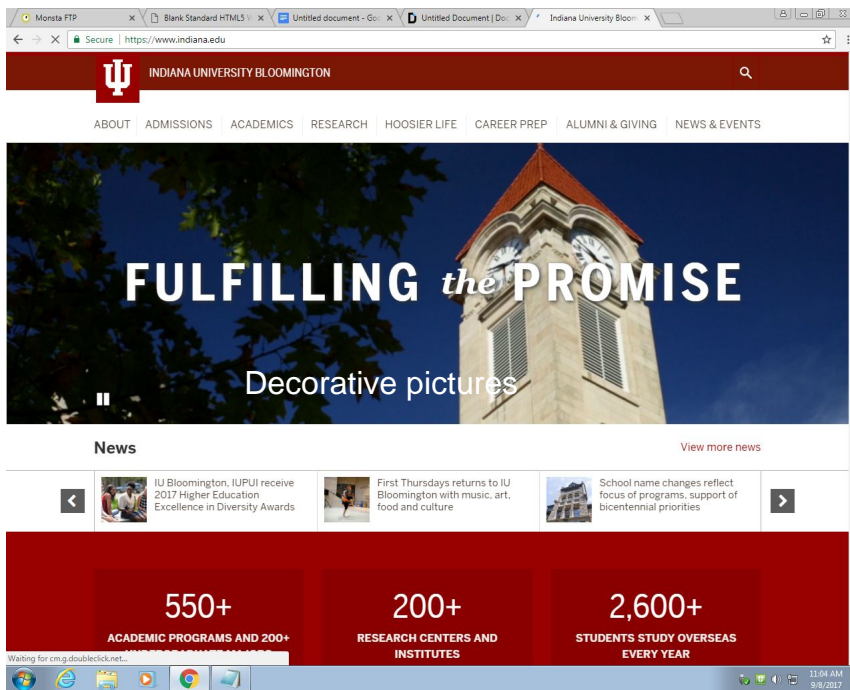 Monsta FTP
Blank Standard HTML5
Untitled document - Goo
Untitled Document | Doc
Indiana University Bloom
Secure | https://www.indiana.edu
INDIANA UNIVERSITY BLOOMINGTON
ABOUT ADMISSIONS ACADEMICS RESEARCH HOOSIER LIFE CAREER PREP ALUMNI & GIVING NEWS & EVENTS
FULFILLING the PROMISE
Decorative pictures
News
View more news
IU Bloomington, IUPUI receive
2017 Higher Education
Excellence in Diversity Awards
First Thursdays returns to IU
Bloomington with music, art,
food and culture
School name changes reflect
focus of programs, support of
bicentennial priorities
550+
ACADEMIC PROGRAMS AND 200+
200+
RESEARCH CENTERS AND
INSTITUTES
2,600+
STUDENTS STUDY OVERSEAS
EVERY YEAR
Waiting for cm.g.doubleclick.net...
11:04 AM
9/8/2017